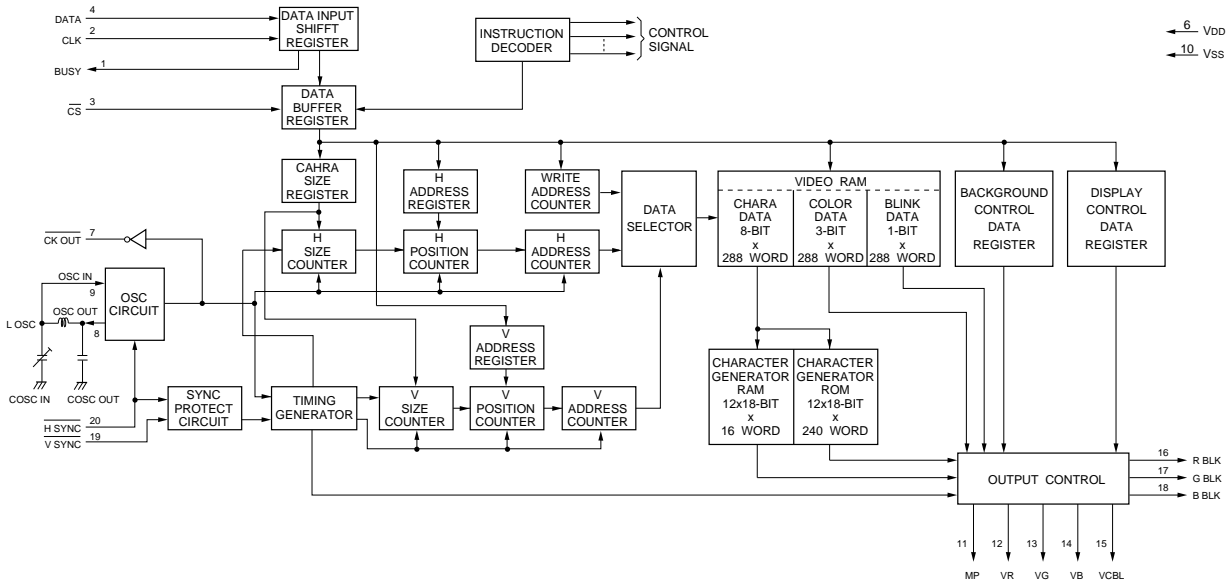 DATA 4
CLK 2
BUSY 1
CS 3
DATA INPUT
SHIFFT
REGISTER
INSTRUCTION
DECODER
CONTROL
SIGNAL
6 VDD
10 VSS
DATA
BUFFER
REGISTER
CAHRA
SIZE
REGISTER
H
ADDRESS
REGISTER
WRITE
ADDRESS
COUNTER
DATA
SELECTOR
VIDEO RAM
CHARA
DATA
8-BIT
x
288 WORD
COLOR
DATA
3-BIT
x
288 WORD
BLINK
DATA
1-BIT
x
288 WORD
BACKGROUND
CONTROL
DATA
REGISTER
DISPLAY
CONTROL
DATA
REGISTER
CK OUT 7
H
SIZE
COUNTER
H
POSITION
COUNTER
H
ADDRESS
COUNTER
OSC IN
9
OSC
CIRCUIT
L OSC
OSC OUT
8
COSC IN
COSC OUT
V
ADDRESS
REGISTER
H SYNC 20
V SYNC 19
SYNC
PROTECT
CIRCUIT
TIMING
GENERATOR
V
SIZE
COUNTER
V
POSITION
COUNTER
V
ADDRESS
COUNTER
CHARACTER
GENERATOR
RAM
12x18-BIT
x
16 WORD
CHARACTER
GENERATOR
ROM
12x18-BIT
x
240 WORD
OUTPUT CONTROL
16 R BLK
17 G BLK
18 B BLK
11 12 13 14 15
MP VR VG VB VCBL